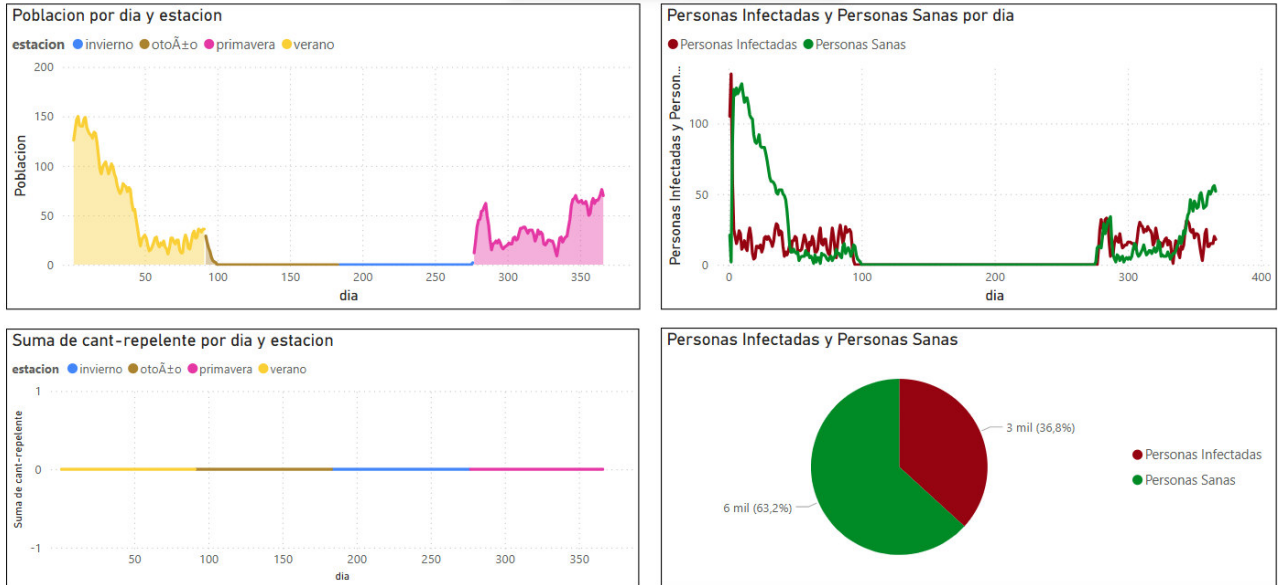 Poblacion por dia y estacion
estacion invierno otoÃ±o primavera verano
200
150
100
50
0
Poblacion
50 100 150 200 250 300 350
dia
Personas Infectadas y Personas Sanas por dia
Personas Infectadas Personas Sanas
100
50
0
Personas Infectadas y Person...
0 100 200 300 400
dia
Suma de cant-repelente por dia y estacion
estacion invierno otoÃ±o primavera verano
1
0
-1
Suma de cant-repelente
50 100 150 200 250 300 350
dia
Personas Infectadas y Personas Sanas
3 mil (36,8%)
6 mil (63,2%)
Personas Infectadas
Personas Sanas